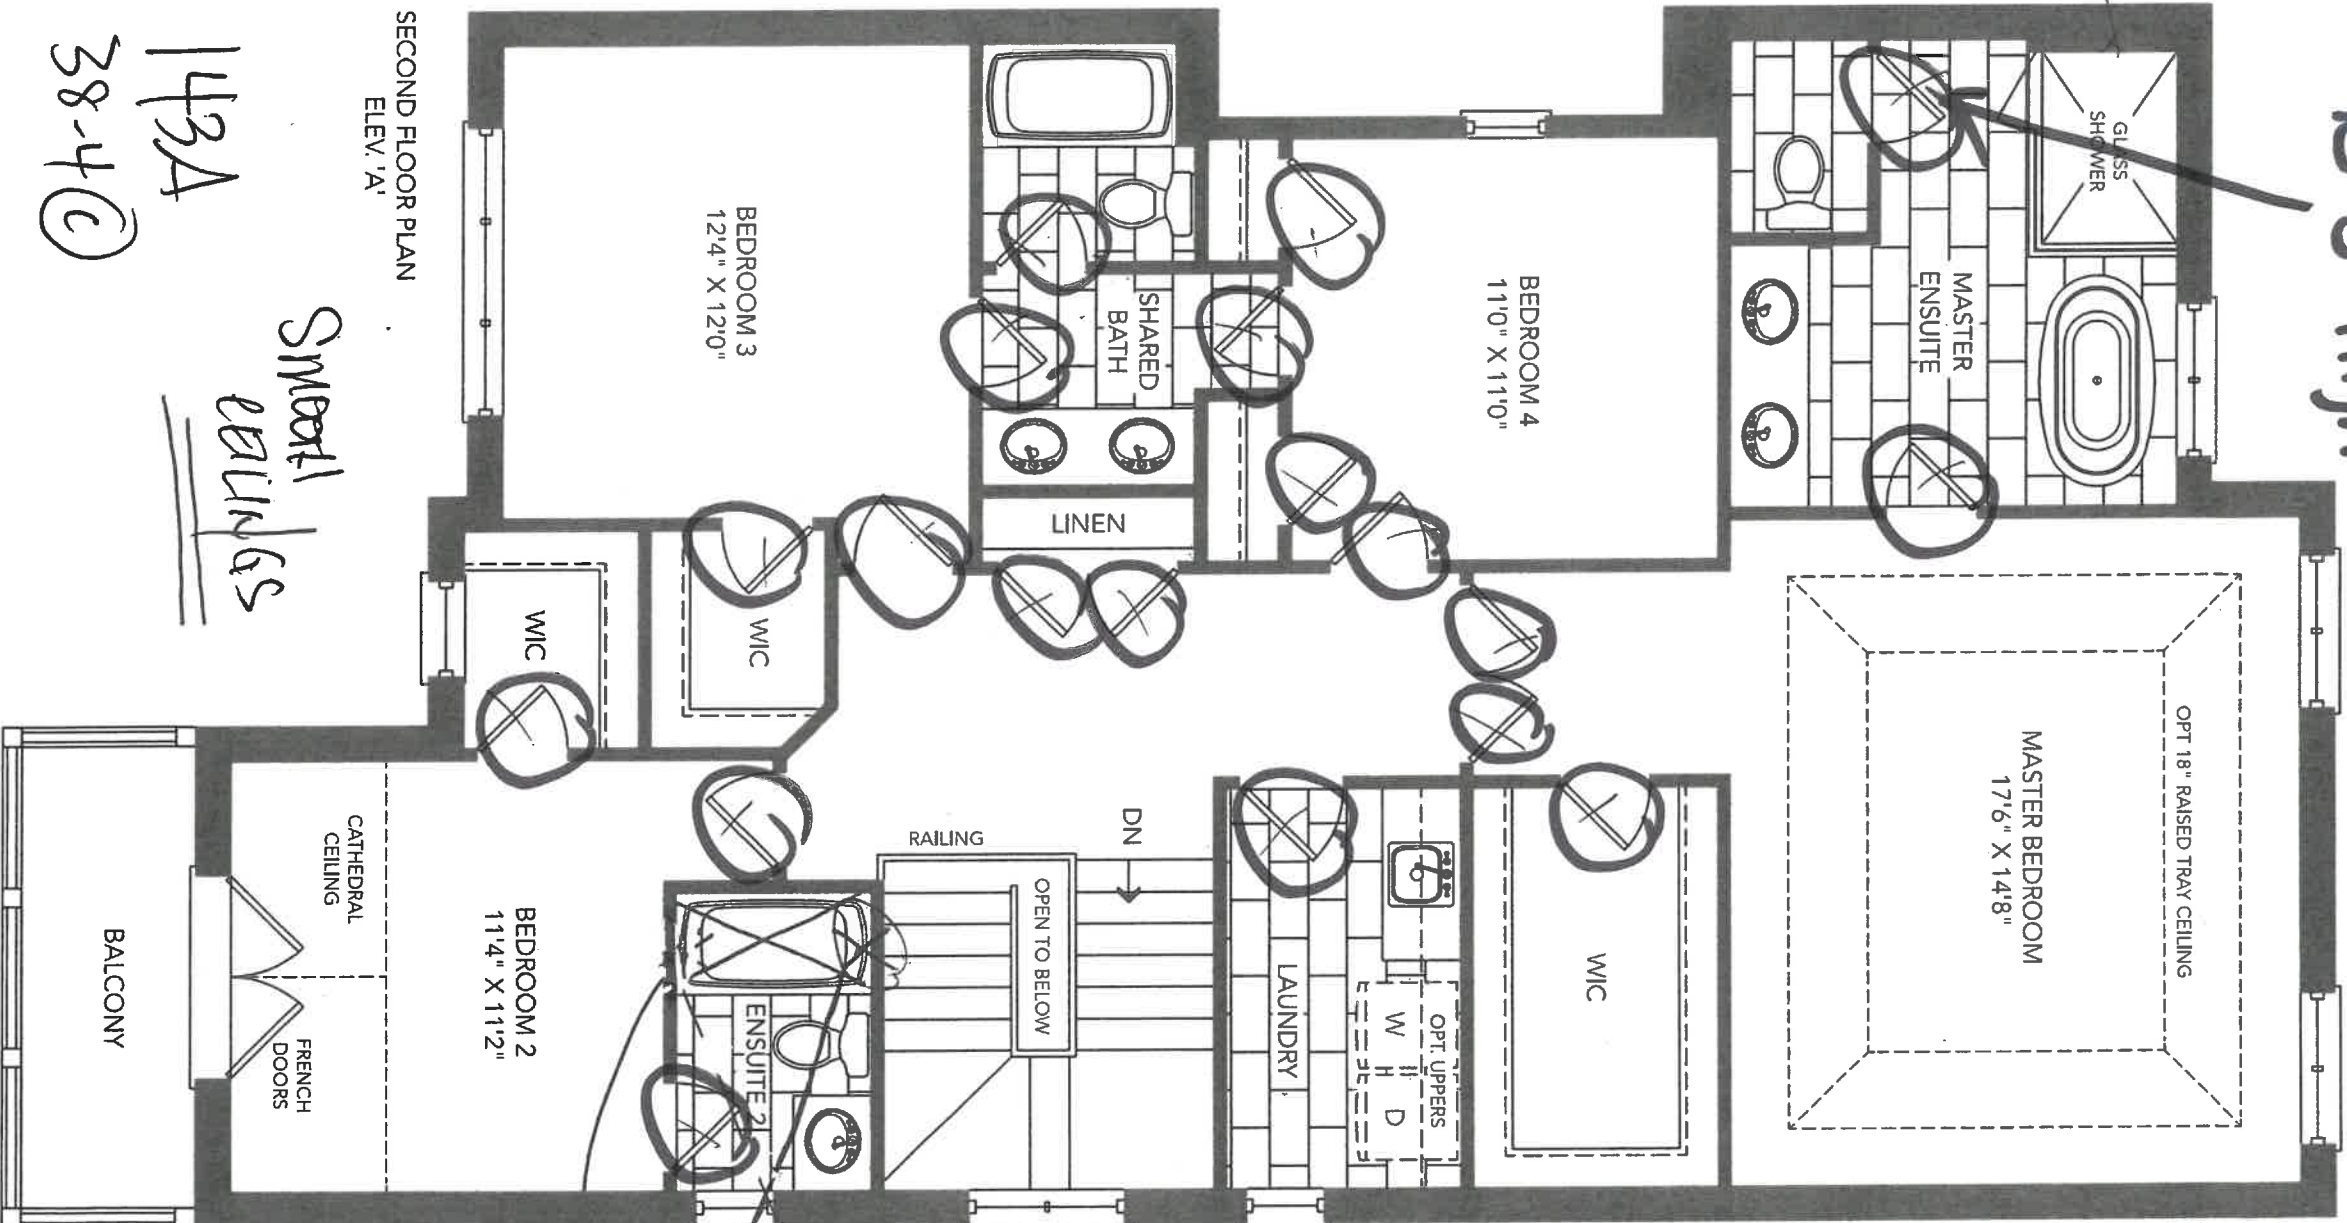 SECOND FLOOR PLAN
ELEV. 'A'
143A
38-4 C
SMOOTH
CEILINGS
BEDROOM 3
12'4" X 12'0"
SHARED
BATH
LINEN
BEDROOM 4
11'0" X 11'0"
GLASS
SHOWER
MASTER
ENSUITE
MASTER BEDROOM
17'6" X 14'8"
OPT 18" RAISED TRAY CEILING
WIC
WIC
WIC
LAUNDRY
OPT. UPPERS
W
H
D
DN
RAILING
OPEN TO BELOW
ENSUITE 2
BEDROOM 2
11'4" X 11'2"
CATHEDRAL
CEILING
FRENCH
DOORS
BALCONY